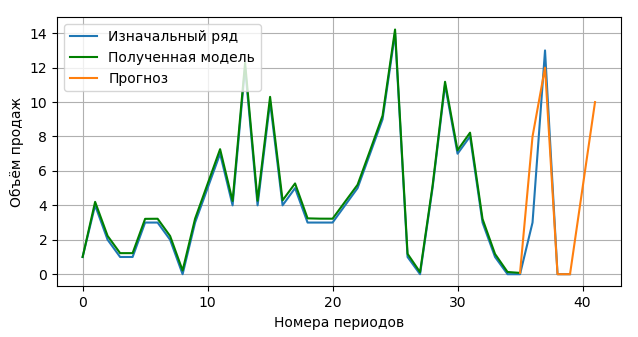 Изначальный ряд
Полученная модель
Прогноз
Объём продаж
14
12
10
8
6
4
2
0
0 10 20 30 40
Номера периодов